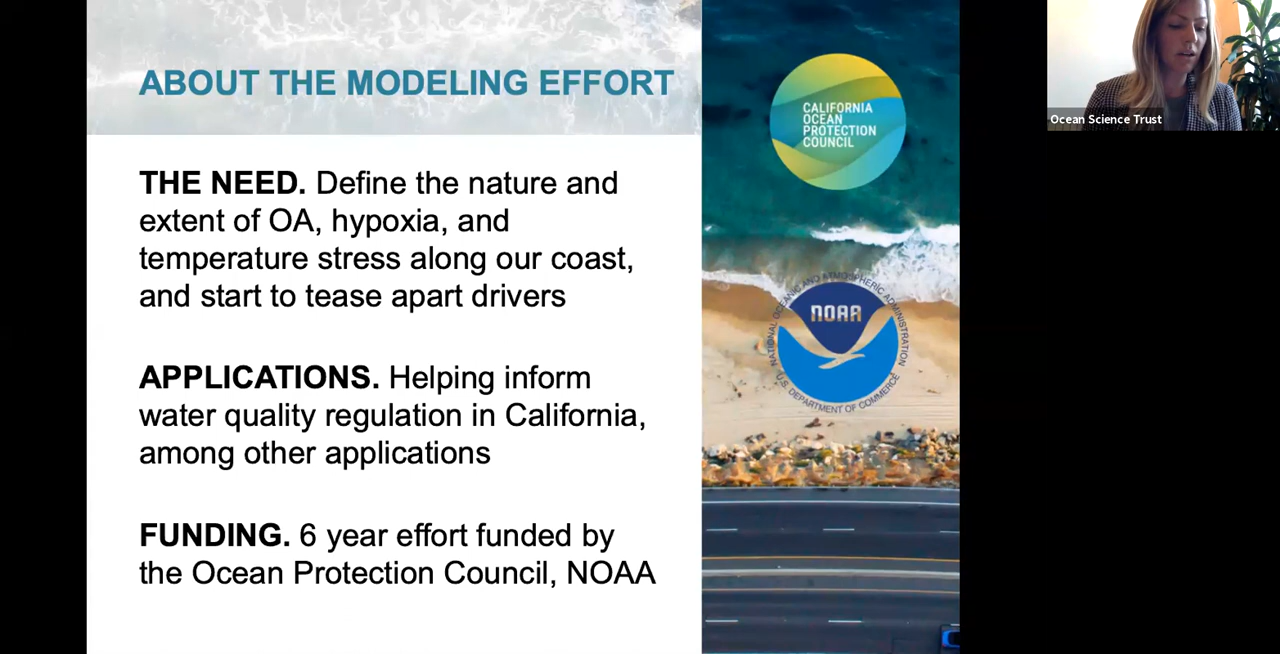 ABOUT THE MODELING EFFORT
THE NEED. Define the nature and
extent of OA, hypoxia, and
temperature stress along our coast,
and start to tease apart drivers
APPLICATIONS. Helping inform
water quality regulation in California,
among other applications
FUNDING. 6 year effort funded by
the Ocean Protection Council, NOAA
CALIFORNIA
OCEAN
PROTECTION
COUNCIL
NATIONAL OCEANIC AND ATMOSPHERIC ADMINISTRATION
NOAA
U.S. DEPARTMENT OF COMMERCE
Ocean Science Trust